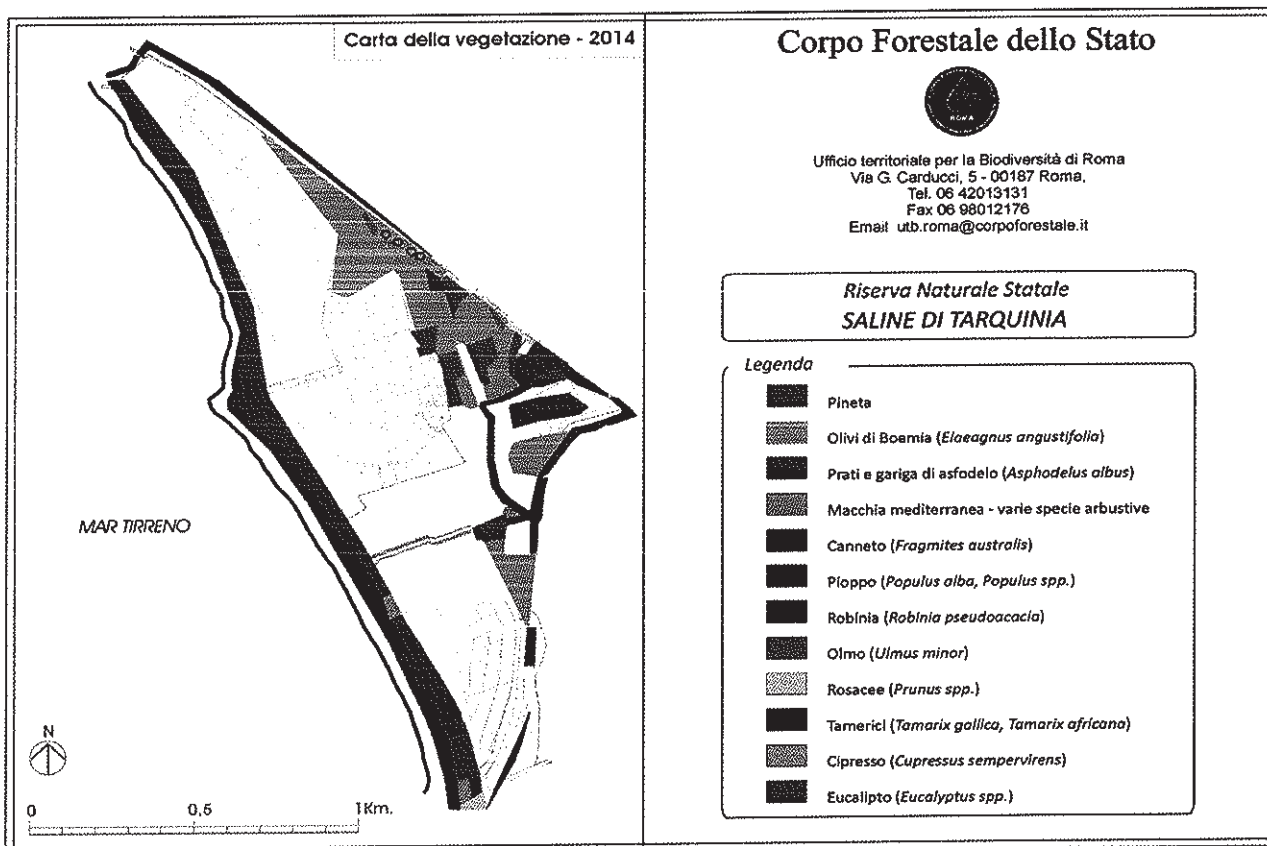 Carta della vegetazione - 2014
MAR TIRRENO
N
0
0,5
1Km.
Corpo Forestale dello Stato
ROMA
Ufficio territoriale per la Biodiversità di Roma
Via G. Carducci, 5 - 00187 Roma,
Tel. 06 42013131
Fax 06 98012176
Email utb.roma@corpoforestale.it
Riserva Naturale Statale
SALINE DI TARQUINIA
Legenda
Pineta
Olivi di Boemia (Elaeagnus angustifolia)
Prati e gariga di asfodelo (Asphodelus albus)
Macchia mediterranea - varie specie arbustive
Canneto (Fragmites australis)
Pioppo (Populus alba, Populus spp.)
Robinia (Robinia pseudoacacia)
Olmo (Ulmus minor)
Rosacee (Prunus spp.)
Tamerici (Tamarix gallica, Tamarix africana)
Cipresso (Cupressus sempervirens)
Eucalipto (Eucalyptus spp.)